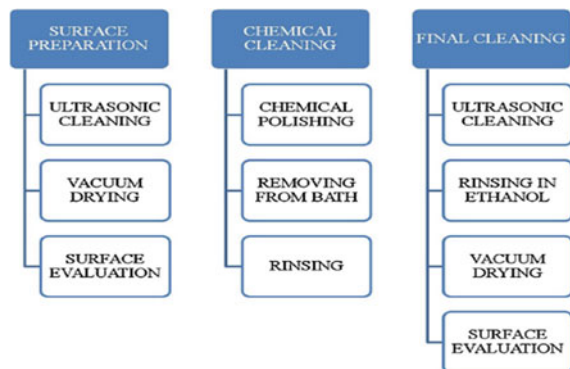 SURFACE
PREPARATION
ULTRASONIC
CLEANING
VACUUM
DRYING
SURFACE
EVALUATION
CHEMICAL
CLEANING
CHEMICAL
POLISHING
REMOVING
FROM BATH
RINSING
FINAL CLEANING
ULTRASONIC
CLEANING
RINSING IN
ETHANOL
VACUUM
DRYING
SURFACE
EVALUATION